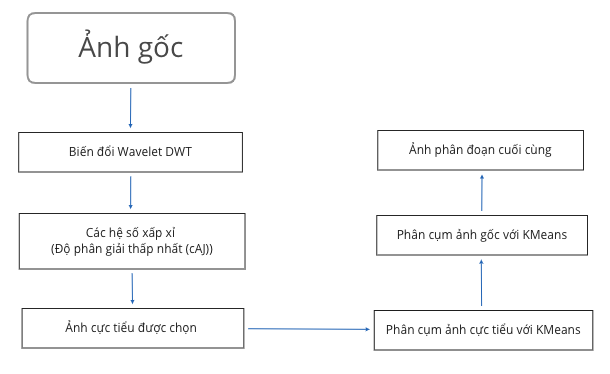 Ảnh gốc
Biến đổi Wavelet DWT
Các hệ số xấp xỉ
(Độ phân giải thấp nhất (cAJ))
Ảnh cực tiểu được chọn
Phân cụm ảnh cực tiểu với KMeans
Phân cụm ảnh gốc với KMeans
Ảnh phân đoạn cuối cùng